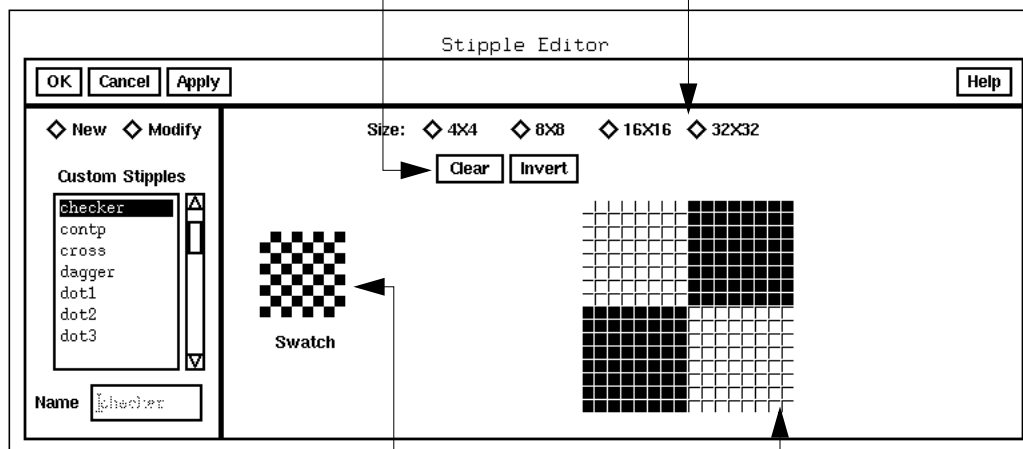 Stipple Editor
OK Cancel Apply Help
New Modify Size: 4X4 8X8 16X16 32X32
Clear Invert
Custom Stipples
checker
contp
cross
dagger
dot1
dot2
dot3
Swatch
Name checker